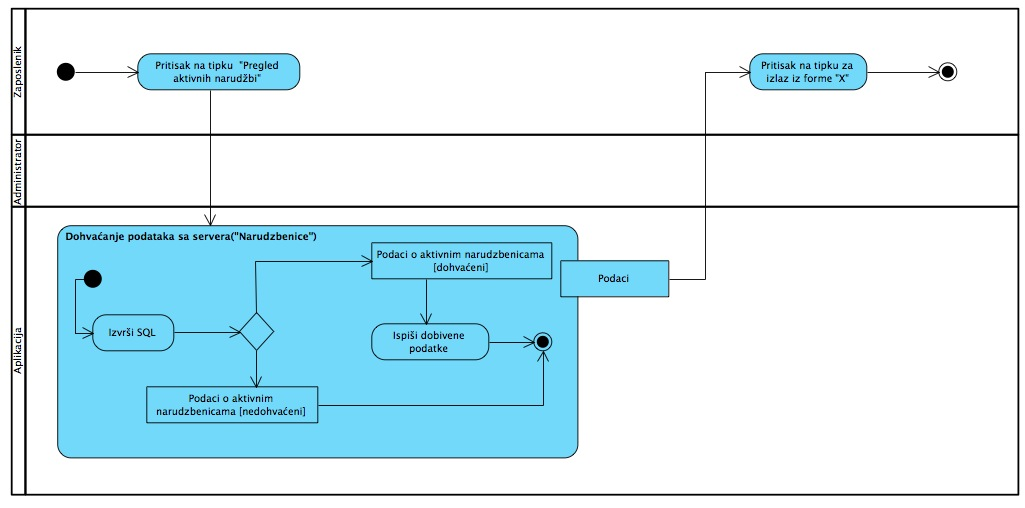 Zaposlenik
Pritisak na tipku "Pregled
aktivnih narudžbi"
Pritisak na tipku za
izlaz iz forme "X"
Administrator
Aplikacija
Dohvaćanje podataka sa servera("Narudzbenice")
Podaci o aktivnim narudzbenicama
[dohvaćeni]
Podaci
Izvrši SQL
Ispiši dobivene
podatke
Podaci o aktivnim
narudzbenicama [nedohvaćeni]